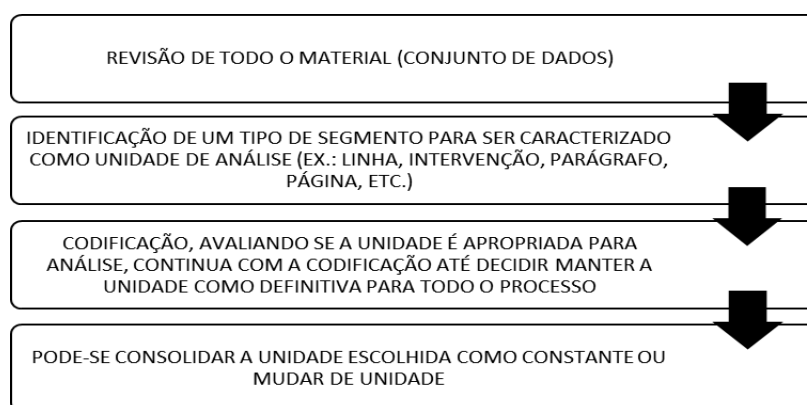 REVISÃO DE TODO O MATERIAL (CONJUNTO DE DADOS)
IDENTIFICAÇÃO DE UM TIPO DE SEGMENTO PARA SER CARACTERIZADO
COMO UNIDADE DE ANÁLISE (EX.: LINHA, INTERVENÇÃO, PARÁGRAFO,
PÁGINA, ETC.)
CODIFICAÇÃO, AVALIANDO SE A UNIDADE É APROPRIADA PARA
ANÁLISE, CONTINUA COM A CODIFICAÇÃO ATÉ DECIDIR MANTER A
UNIDADE COMO DEFINITIVA PARA TODO O PROCESSO
PODE-SE CONSOLIDAR A UNIDADE ESCOLHIDA COMO CONSTANTE OU
MUDAR DE UNIDADE